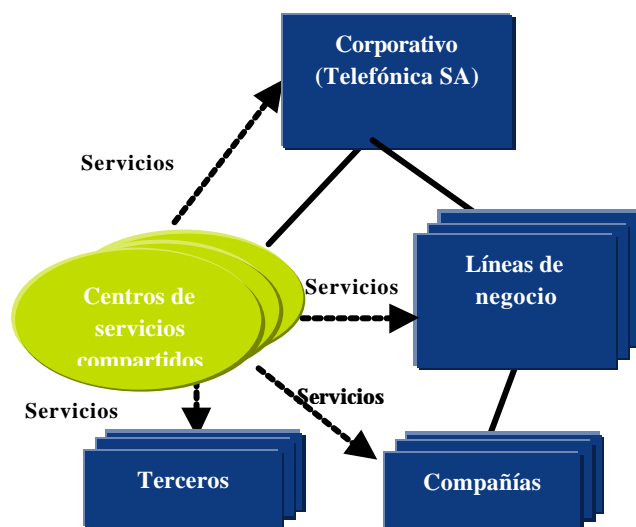 Corporativo
(Telefónica SA)
Servicios
Líneas de
negocio
Servicios
Centros de
servicios
compartidos
Servicios
Servicios
Terceros
Compañías